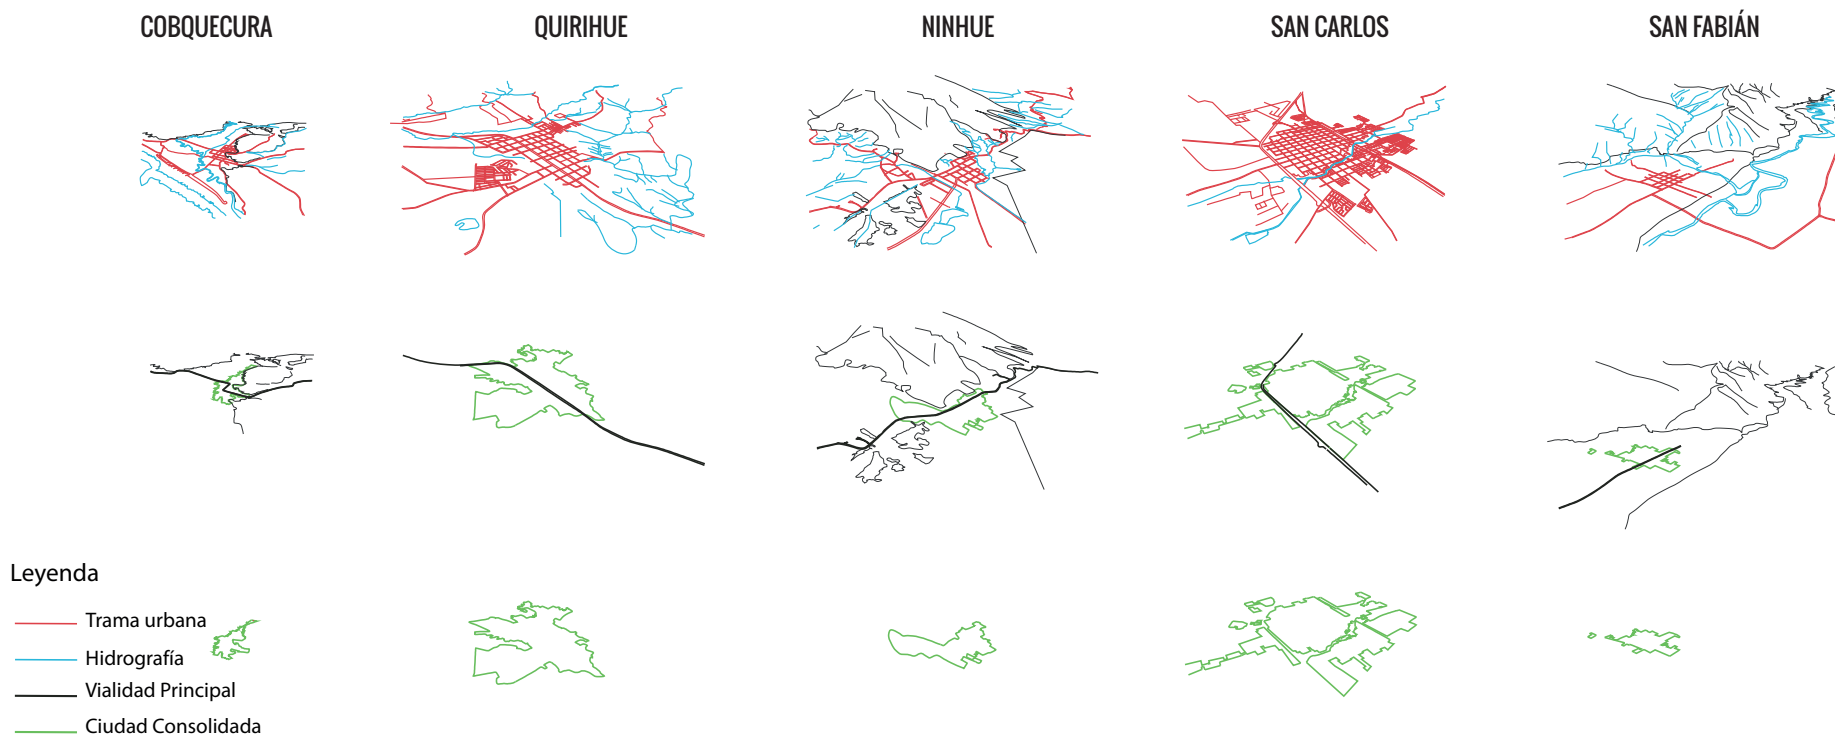 COBQUECURA
QUIRIHUE
NINHUE
SAN CARLOS
SAN FABIÁN
Leyenda
Trama urbana
Hidrografía
Vialidad Principal
Ciudad Consolidada